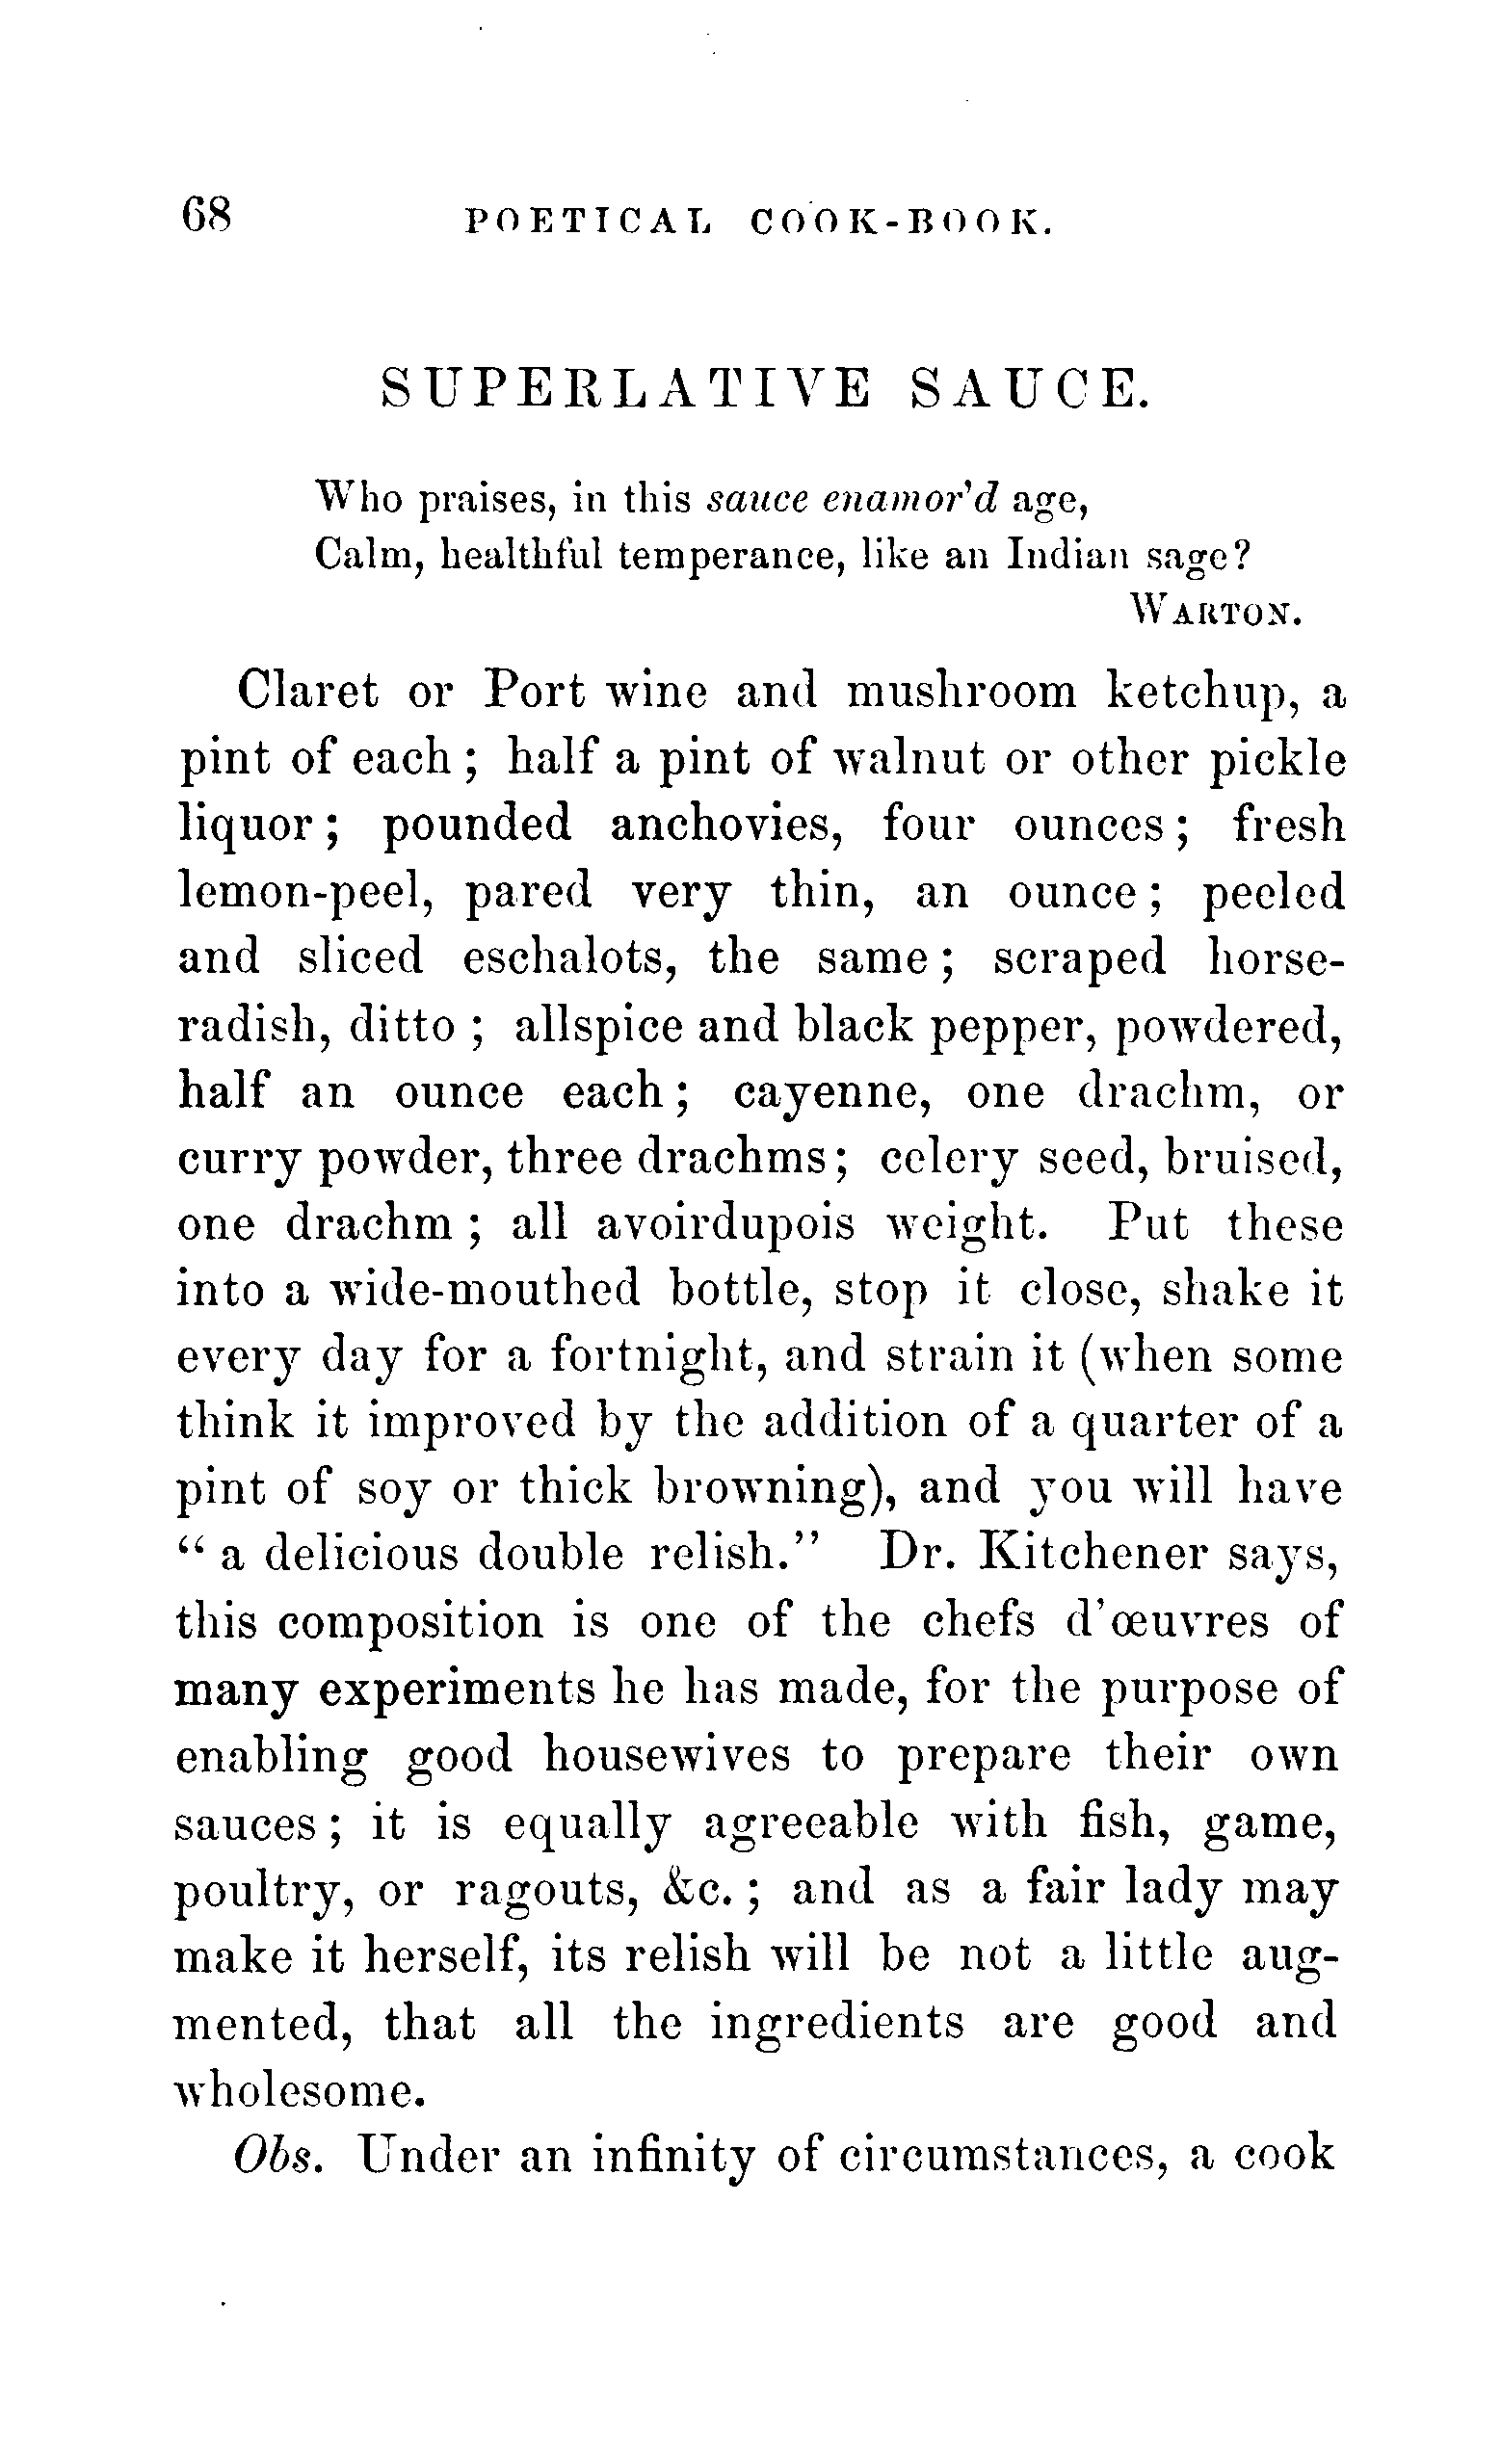 68 POETICAL COOK-BOOK.
SUPERLATIVE SAUCE.
Who praises, in this sauce enamor'd age,
Calm, healthful temperance, like an Indian sage?
WARTON.
Claret or Port wine and mushroom ketchup, a
pint of each; half a pint of walnut or other pickle
liquor; pounded anchovies, four ounces; fresh
lemon-peel, pared very thin, an ounce; peeled
and sliced eschalots, the same; scraped horse-
radish, ditto; allspice and black pepper, powdered,
half an ounce each; cayenne, one drachm, or
curry powder, three drachms; celery seed, bruised,
one drachm; all avoirdupois weight. Put these
into a wide-mouthed bottle, stop it close, shake it
every day for a fortnight, and strain it (when some
think it improved by the addition of a quarter of a
pint of soy or thick browning), and you will have
"a delicious double relish." Dr. Kitchener says,
this composition is one of the chefs d'œuvres of
many experiments he has made, for the purpose of
enabling good housewives to prepare their own
sauces; it is equally agreeable with fish, game,
poultry, or ragouts, &c.; and as a fair lady may
make it herself, its relish will be not a little aug-
mented, that all the ingredients are good and
wholesome.
Obs. Under an infinity of circumstances, a cook